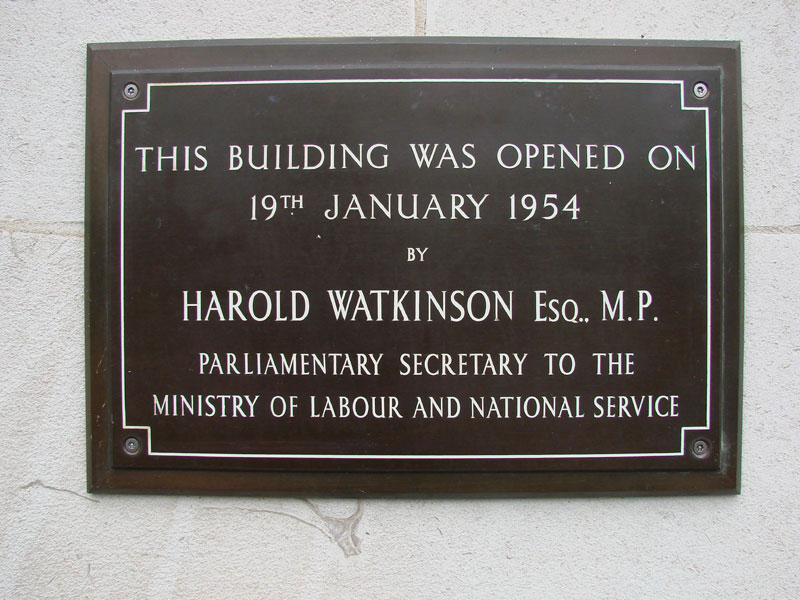 THIS BUILDING WAS OPENED ON
19TH JANUARY 1954
BY
HAROLD WATKINSON ESQ., M.P.
PARLIAMENTARY SECRETARY TO THE
MINISTRY OF LABOUR AND NATIONAL SERVICE